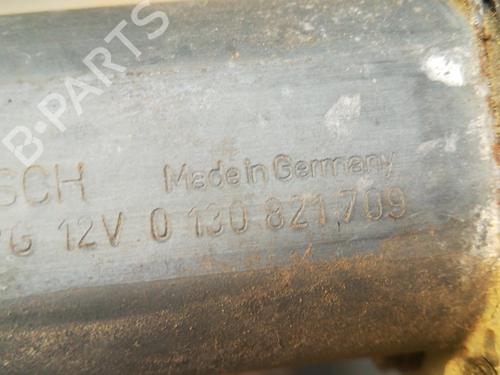 B-PARTS
SCH Made in Germany
G 12V 0 130 821 709